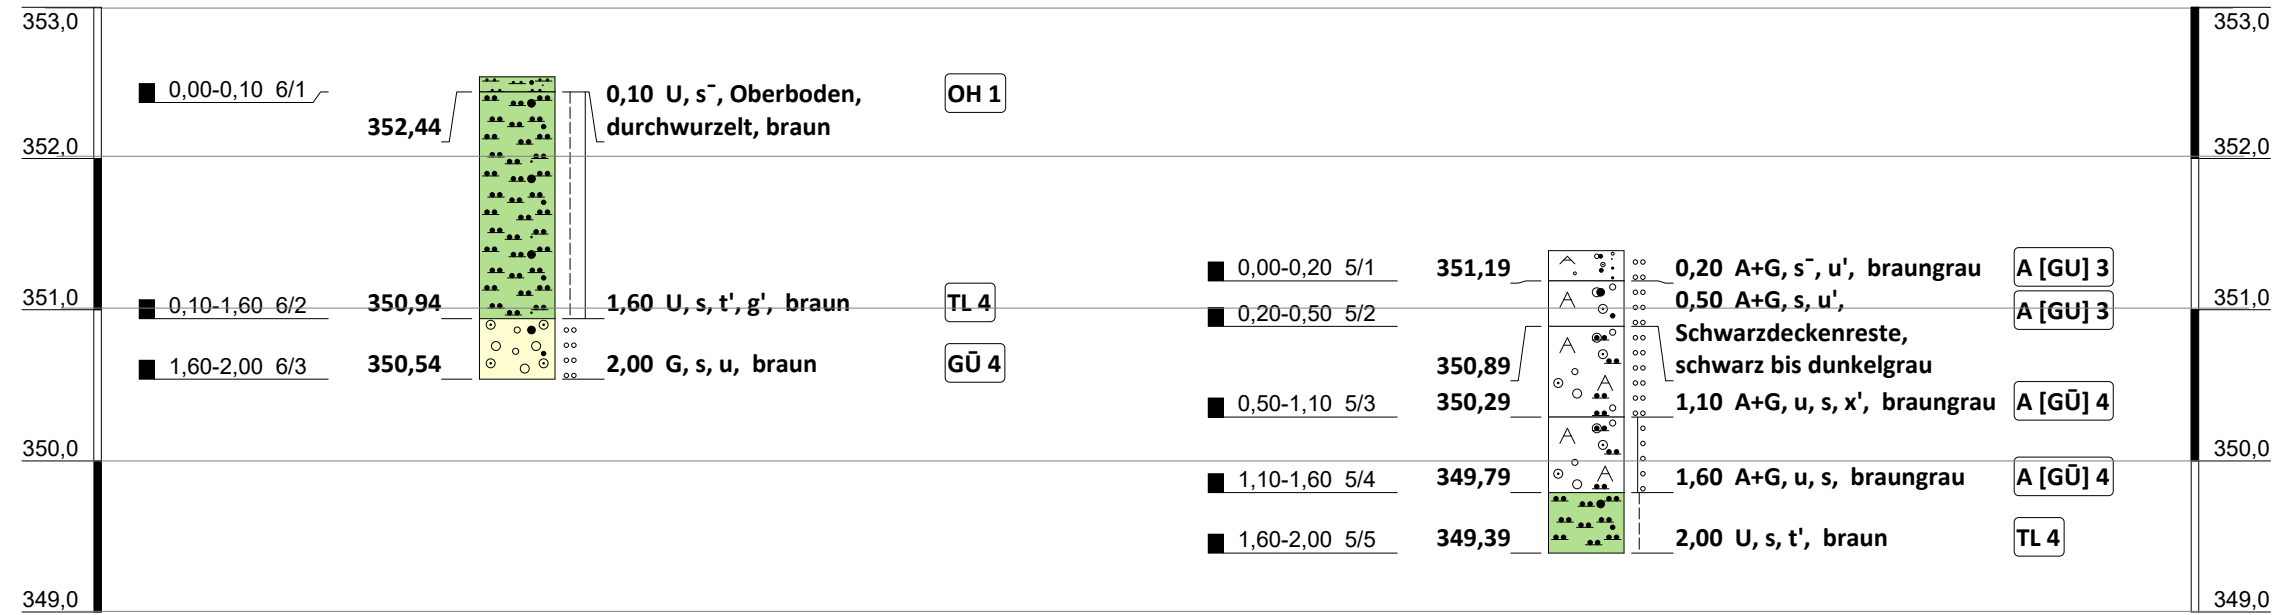 353,0
352,0
351,0
350,0
349,0
0,00-0,10 6/1
352,44
0,10 U, s¯, Oberboden,
durchwurzelt, braun
OH 1
0,10-1,60 6/2
350,94
1,60 U, s, t', g', braun
TL 4
1,60-2,00 6/3
350,54
2,00 G, s, u, braun
GŪ 4
0,00-0,20 5/1
351,19
0,20 A+G, s¯, u', braungrau
A [GU] 3
0,20-0,50 5/2
350,89
0,50 A+G, s, u',
Schwarzdeckenreste,
schwarz bis dunkelgrau
A [GU] 3
0,50-1,10 5/3
350,29
1,10 A+G, u, s, x', braungrau
A [GŪ] 4
1,10-1,60 5/4
349,79
1,60 A+G, u, s, braungrau
A [GŪ] 4
1,60-2,00 5/5
349,39
2,00 U, s, t', braun
TL 4
353,0
352,0
351,0
350,0
349,0